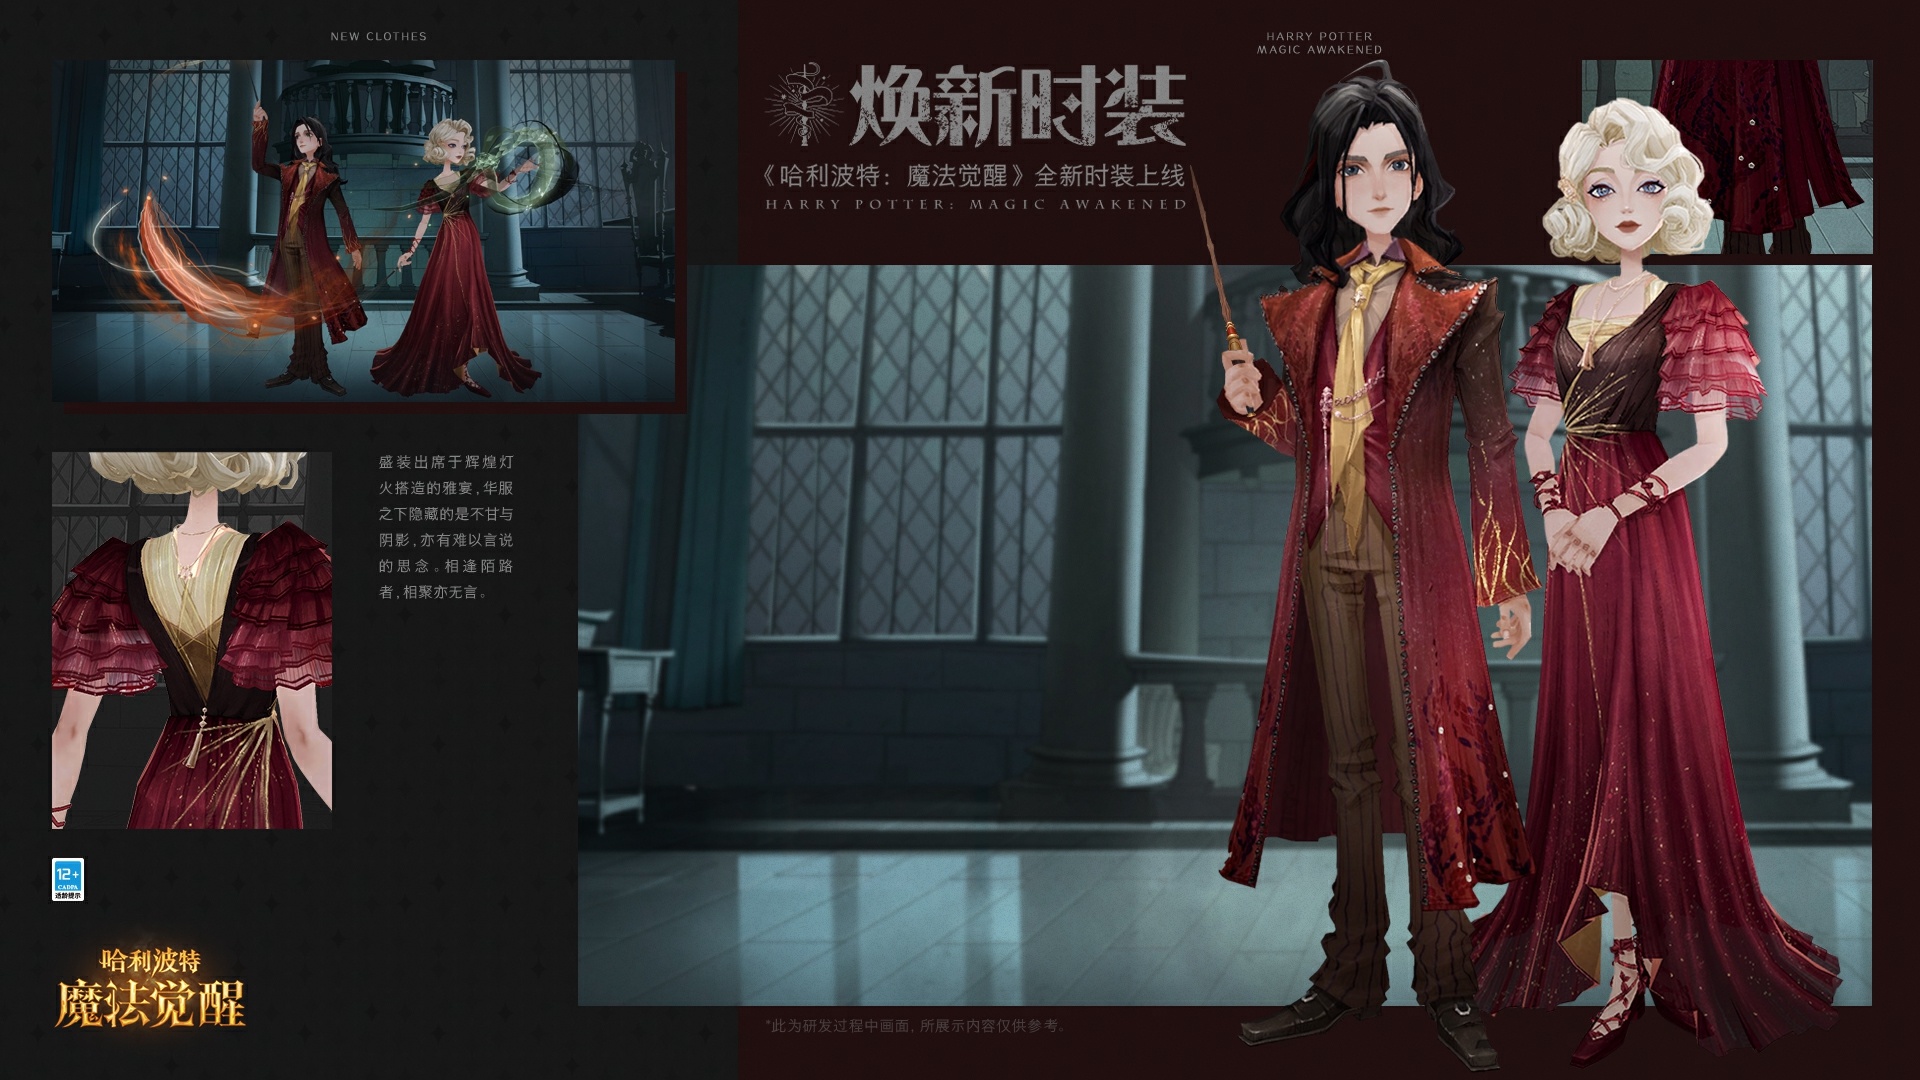 NEW CLOTHES
HARRY POTTER
MAGIC AWAKENED
焕新时装
《哈利波特：魔法觉醒》全新时装上线
HARRY POTTER: MAGIC AWAKENED
盛装出席于辉煌灯
火搭造的雅宴,华服
之下隐藏的是不甘与
阴影,亦有难以言说
的思念。相逢陌路
者,相聚亦无言。
12+
CADPA
适龄提示
哈利波特
魔法觉醒
*此为研发过程中画面, 所展示内容仅供参考。